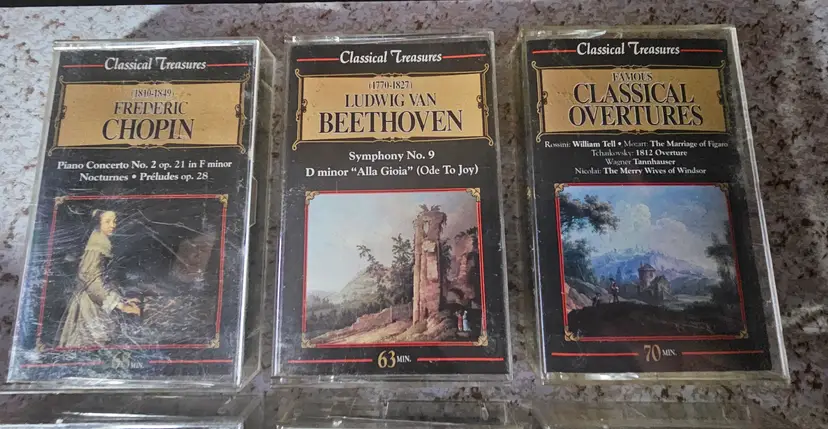 Classical Treasures
(1810-1849)
FREDERIC
CHOPIN
Piano Concerto No. 2 op. 21 in F minor
Nocturnes • Préludes op. 28
MIN.
Classical Treasures
(1770-1827)
LUDWIG VAN
BEETHOVEN
Symphony No. 9
D minor "Alla Gioia" (Ode To Joy)
63 MIN.
Classical Treasures
FAMOUS
CLASSICAL
OVERTURES
Rossini: William Tell • Mozart: The Marriage of Figaro
Tchaikovsky: 1812 Overture
Wagner Tannhauser
Nicolai: The Merry Wives of Windsor
70 MIN.